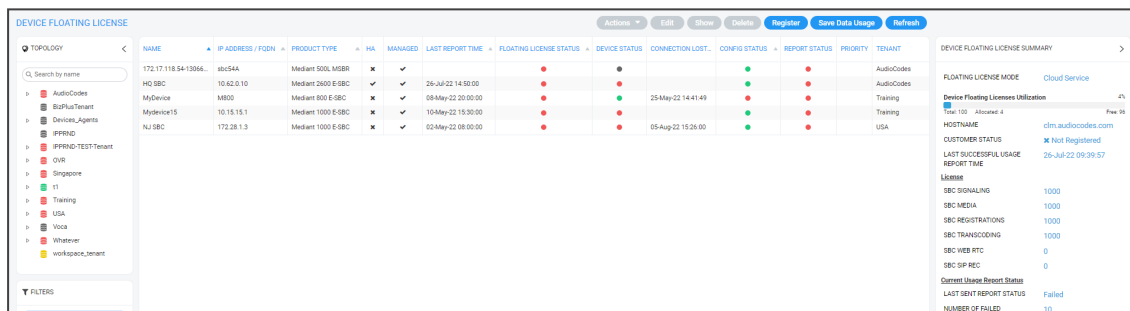 DEVICE FLOATING LICENSE
Actions Edit Show Delete Register Save Data Usage Refresh
TOPOLOGY
Search by name
AudioCodes
BizPlusTenant
Devices_Agents
IPPRND
IPPRND-TEST-Tenant
OVR
Singapore
t1
Training
USA
Voca
Whatever
workspace_tenant
FILTERS
NAME IP ADDRESS / FQDN PRODUCT TYPE HA MANAGED LAST REPORT TIME FLOATING LICENSE STATUS DEVICE STATUS CONNECTION LOST... CONFIG STATUS REPORT STATUS PRIORITY TENANT
172.17.118.54-13066... abc54A Mediant 500L MSBR AudioCodes
HQ SBC 10.62.0.10 Mediant 2600 E-SBC 26-Jul-22 14:50:00 AudioCodes
MyDevice M800 Mediant 800 E-SBC 08-May-22 20:00:00 25-May-22 14:41:49 Training
Mydevice15 10.15.15.1 Mediant 1000 E-SBC 10-May-22 15:30:00 Training
NJ SBC 172.28.1.3 Mediant 1000 E-SBC 02-May-22 08:00:00 05-Aug-22 15:26:00 USA
DEVICE FLOATING LICENSE SUMMARY
FLOATING LICENSE MODE Cloud Service
Device Floating Licenses Utilization 4%
Total: 100 Allocated: 4 Free: 96
HOSTNAME clm.audiocodes.com
CUSTOMER STATUS Not Registered
LAST SUCCESSFUL USAGE 26-Jul-22 09:39:57
REPORT TIME
License
SBC SIGNALING 1000
SBC MEDIA 1000
SBC REGISTRATIONS 1000
SBC TRANSCODING 1000
SBC WEB RTC 0
SBC SIP REC 0
Current Usage Report Status
LAST SENT REPORT STATUS Failed
NUMBER OF FAILED 10